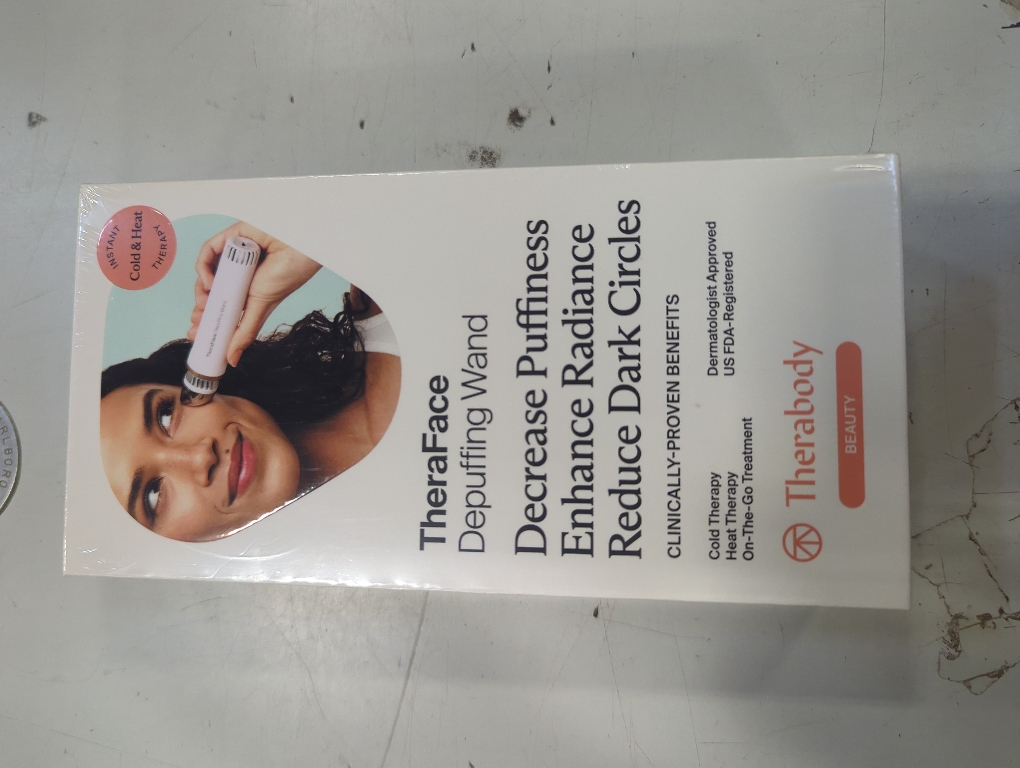 INSTANT
Cold & Heat
THERAPY
TheraFace
Depuffing Wand
Decrease Puffiness
Enhance Radiance
Reduce Dark Circles
CLINICALLY-PROVEN BENEFITS
Cold Therapy
Heat Therapy
On-The-Go Treatment
Dermatologist Approved
US FDA-Registered
Therabody
BEAUTY